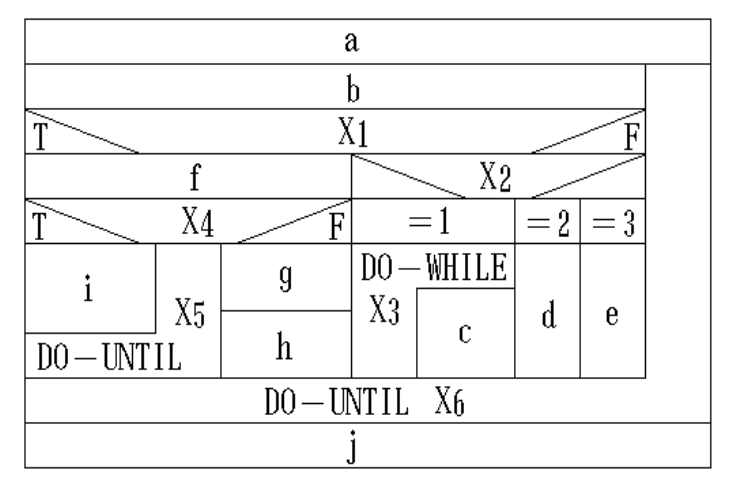 a
b
T X1 F
f X2
T X4 F =1 =2 =3
i X5 g DO-WHILE X3 c d e
DO-UNTIL h
DO-UNTIL X6
j